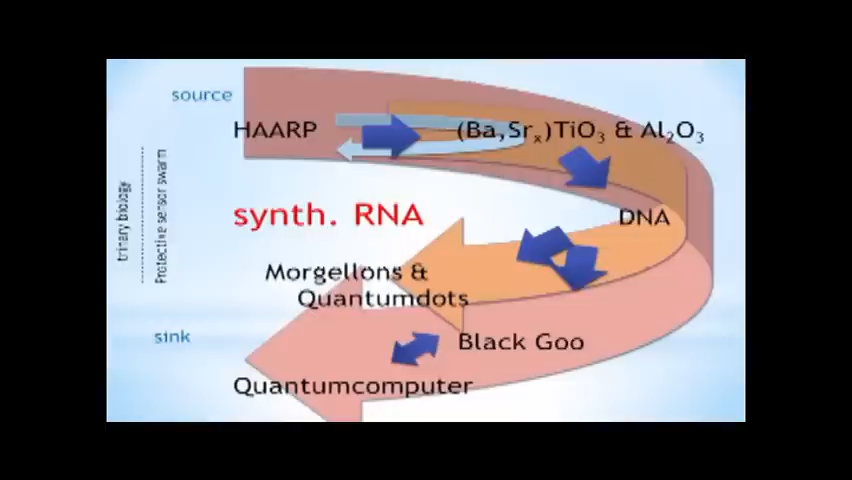 source
HAARP
(Ba,Srₓ)TiO₃ & Al₂O₃
synth. RNA
DNA
trinary biology
Protective sensor swarm
Morgellons &
Quantumdots
sink
Black Goo
Quantumcomputer